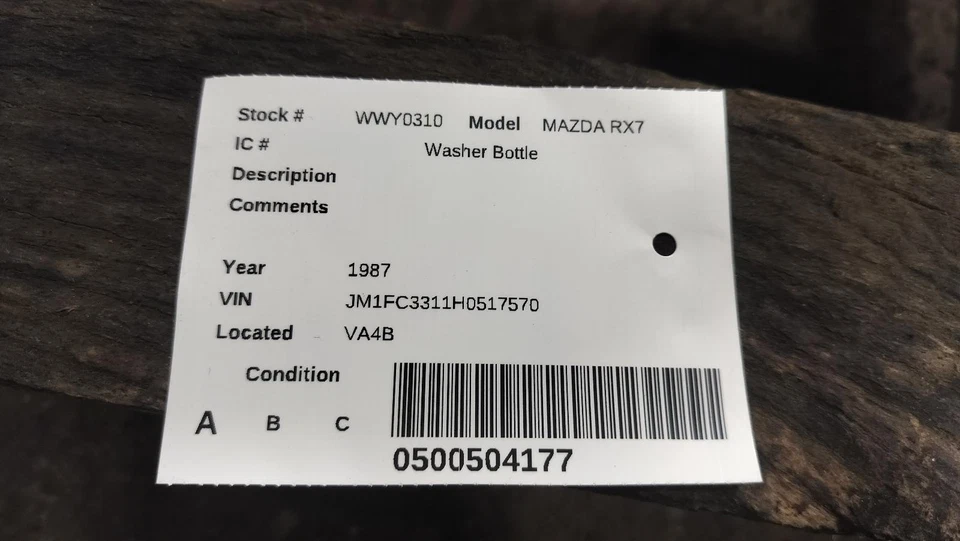 Stock # WWY0310 Model MAZDA RX7
IC # Washer Bottle
Description
Comments
Year 1987
VIN JM1FC3311H0517570
Located VA4B
Condition
A B C
0500504177